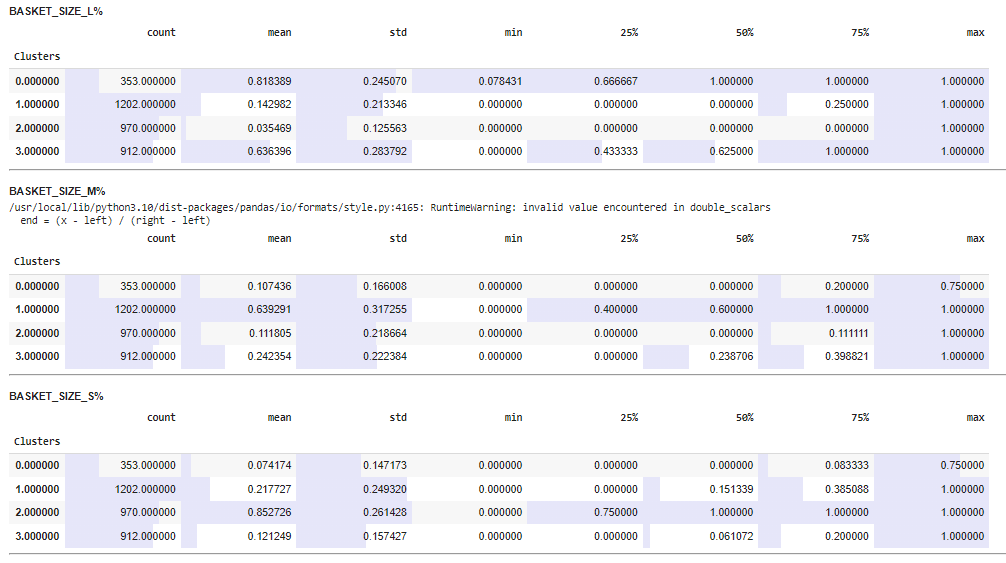 BASKET_SIZE_L%
count mean std min 25% 50% 75% max
Clusters
0.000000 353.000000 0.818389 0.245070 0.078431 0.666667 1.000000 1.000000 1.000000
1.000000 1202.000000 0.142982 0.213346 0.000000 0.000000 0.000000 0.250000 1.000000
2.000000 970.000000 0.035469 0.125563 0.000000 0.000000 0.000000 0.000000 1.000000
3.000000 912.000000 0.636396 0.283792 0.000000 0.433333 0.625000 1.000000 1.000000
BASKET_SIZE_M%
/usr/local/lib/python3.10/dist-packages/pandas/io/formats/style.py:4165: RuntimeWarning: invalid value encountered in double_scalars
end = (x - left) / (right - left)
count mean std min 25% 50% 75% max
Clusters
0.000000 353.000000 0.107436 0.166008 0.000000 0.000000 0.000000 0.200000 0.750000
1.000000 1202.000000 0.639291 0.317255 0.000000 0.400000 0.600000 1.000000 1.000000
2.000000 970.000000 0.111805 0.218664 0.000000 0.000000 0.000000 0.111111 1.000000
3.000000 912.000000 0.242354 0.222384 0.000000 0.000000 0.238706 0.398821 1.000000
BASKET_SIZE_S%
count mean std min 25% 50% 75% max
Clusters
0.000000 353.000000 0.074174 0.147173 0.000000 0.000000 0.000000 0.083333 0.750000
1.000000 1202.000000 0.217727 0.249320 0.000000 0.000000 0.151339 0.385088 1.000000
2.000000 970.000000 0.852726 0.261428 0.000000 0.750000 1.000000 1.000000 1.000000
3.000000 912.000000 0.121249 0.157427 0.000000 0.000000 0.061072 0.200000 1.000000